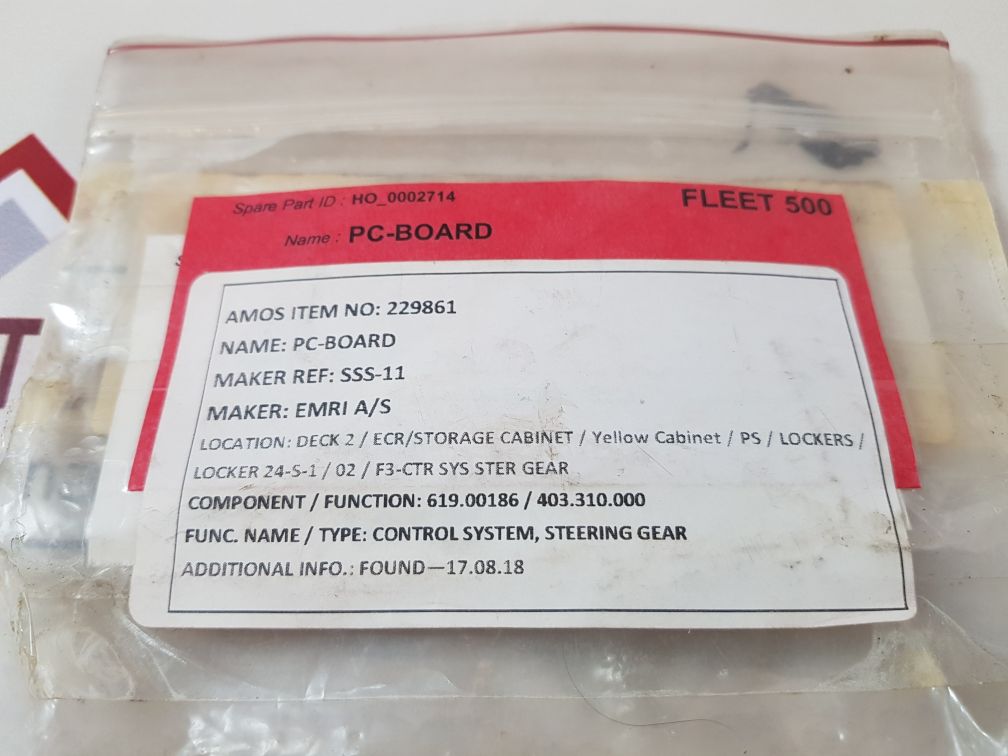 Spare Part ID : HO_0002714
FLEET 500
Name : PC-BOARD
AMOS ITEM NO: 229861
NAME: PC-BOARD
MAKER REF: SSS-11
MAKER: EMRI A/S
LOCATION: DECK 2 / ECR/STORAGE CABINET / Yellow Cabinet / PS / LOCKERS /
LOCKER 24-S-1 / 02 / F3-CTR SYS STER GEAR
COMPONENT / FUNCTION: 619.00186 / 403.310.000
FUNC. NAME / TYPE: CONTROL SYSTEM, STEERING GEAR
ADDITIONAL INFO.: FOUND—17.08.18